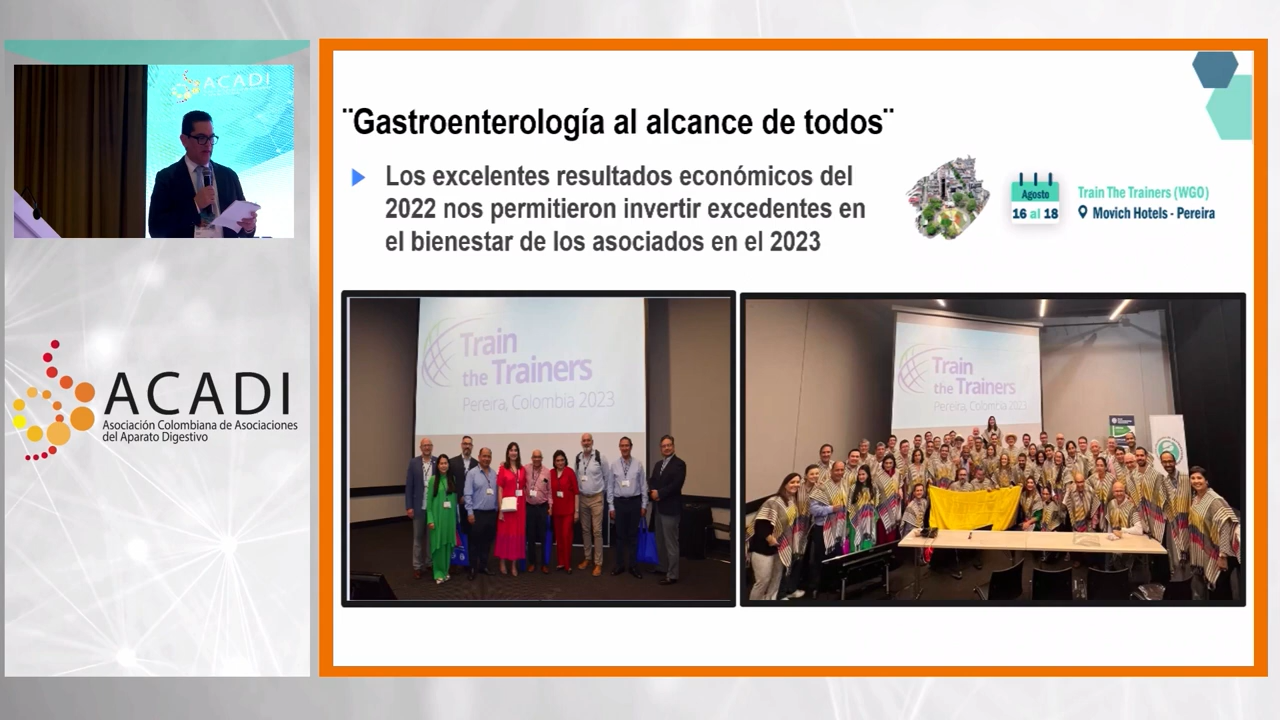 ACADI
ACADI
Asociación Colombiana de Asociaciones
del Aparato Digestivo
¨Gastroenterología al alcance de todos¨
Los excelentes resultados económicos del
2022 nos permitieron invertir excedentes en
el bienestar de los asociados en el 2023
Agosto
16 al 18
Train The Trainers (WGO)
Movich Hotels - Pereira
Train
the Trainers
Pereira, Colombia 2023
Train
the Trainers
Pereira, Colombia 2023